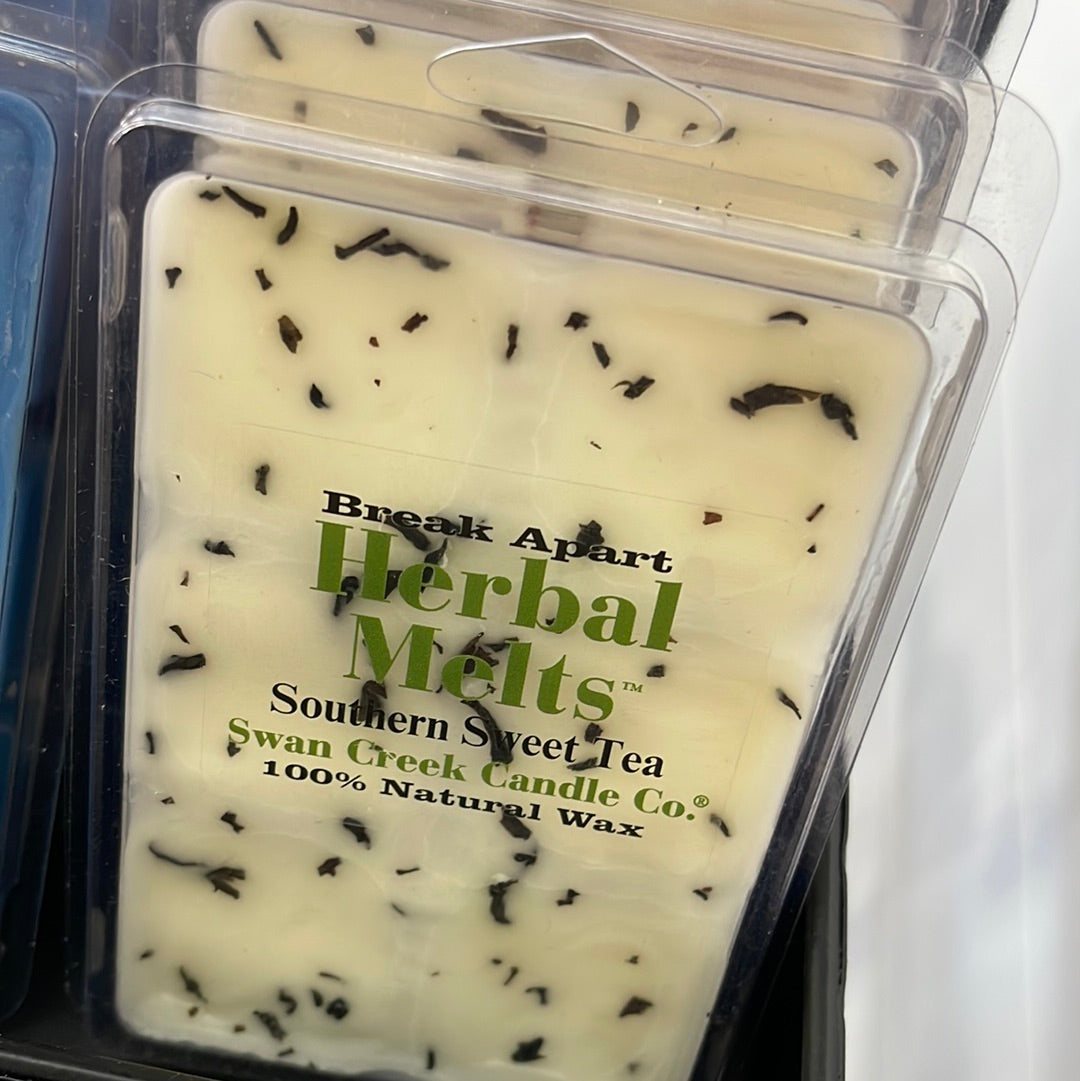 Break Apart
Herbal
Melts™
Southern Sweet Tea
Swan Creek Candle Co.®
100% Natural Wax